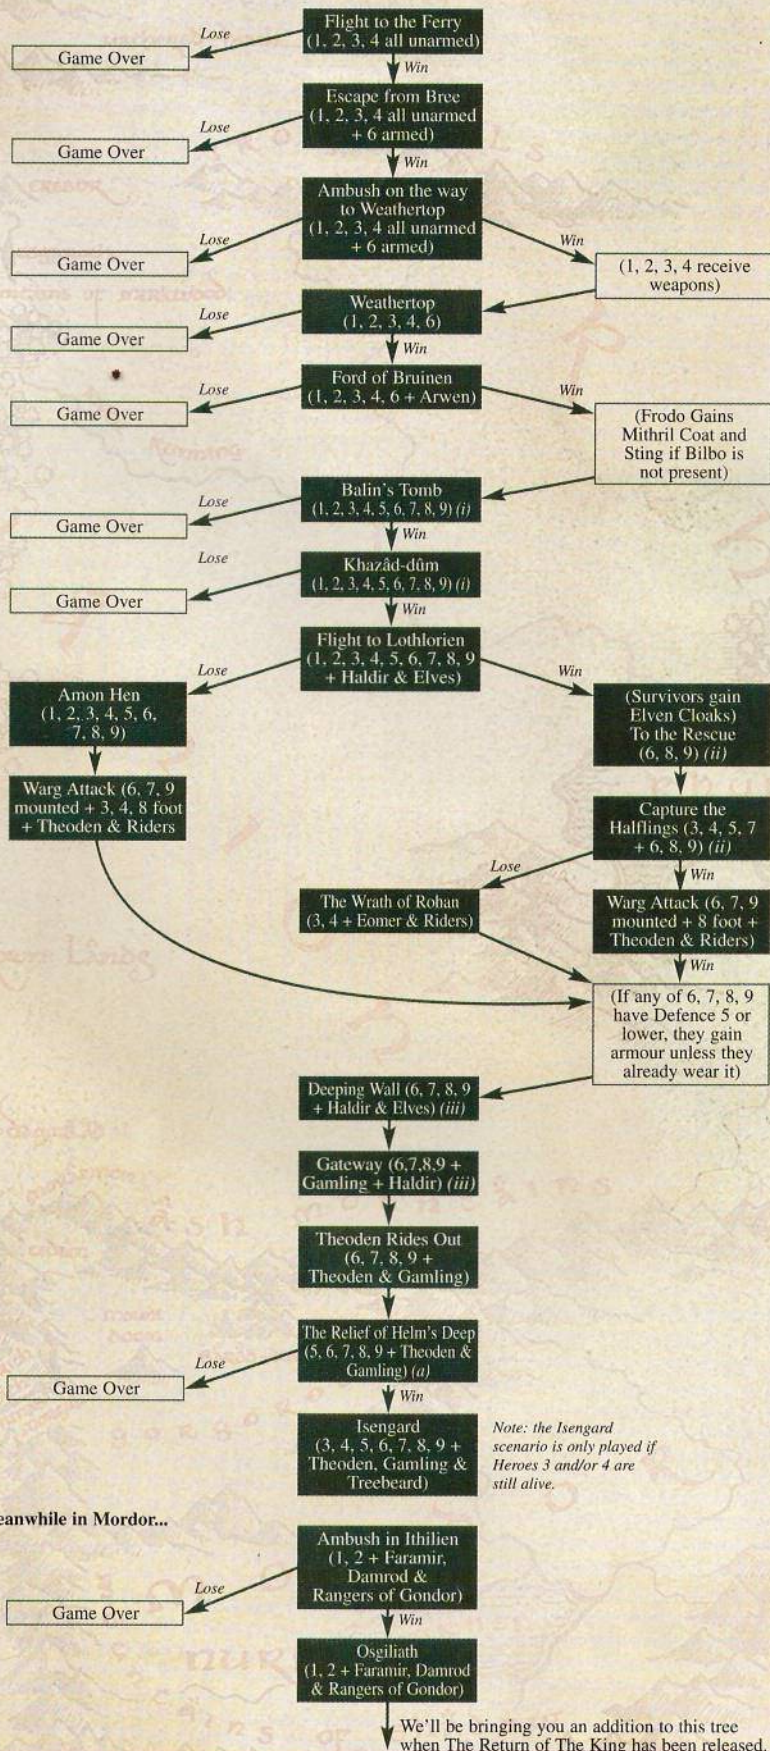 Flight to the Ferry
(1, 2, 3, 4 all unarmed)
Lose
Game Over
Win
Escape from Bree
(1, 2, 3, 4 all unarmed
+ 6 armed)
Lose
Game Over
Win
Ambush on the way
to Weathertop
(1, 2, 3, 4 all unarmed
+ 6 armed)
Lose
Game Over
Win
(1, 2, 3, 4 receive
weapons)
Weathertop
(1, 2, 3, 4, 6)
Lose
Game Over
Win
Ford of Bruinen
(1, 2, 3, 4, 6 + Arwen)
Lose
Game Over
Win
(Frodo Gains
Mithril Coat and
Sting if Bilbo is
not present)
Balin's Tomb
(1, 2, 3, 4, 5, 6, 7, 8, 9) (i)
Lose
Game Over
Win
Khazâd-dûm
(1, 2, 3, 4, 5, 6, 7, 8, 9) (i)
Lose
Game Over
Win
Flight to Lothlorien
(1, 2, 3, 4, 5, 6, 7, 8, 9
+ Haldir & Elves)
Lose
Win
Amon Hen
(1, 2, 3, 4, 5, 6,
7, 8, 9)
Warg Attack (6, 7, 9
mounted + 3, 4, 8 foot
+ Theoden & Riders
(Survivors gain
Elven Cloaks)
To the Rescue
(6, 8, 9) (ii)
Capture the
Halflings (3, 4, 5, 7
+ 6, 8, 9) (ii)
Lose
Win
The Wrath of Rohan
(3, 4 + Eomer & Riders)
Warg Attack (6, 7, 9
mounted + 8 foot +
Theoden & Riders)
Win
(If any of 6, 7, 8, 9
have Defence 5 or
lower, they gain
armour unless they
already wear it)
Deeping Wall (6, 7, 8, 9
+ Haldir & Elves) (iii)
Gateway (6,7,8,9 +
Gamling + Haldir) (iii)
Theoden Rides Out
(6, 7, 8, 9 +
Theoden & Gamling)
The Relief of Helm's Deep
(5, 6, 7, 8, 9 + Theoden &
Gamling) (a)
Lose
Game Over
Win
Isengard
(3, 4, 5, 6, 7, 8, 9 +
Theoden, Gamling &
Treebeard)
Note: the Isengard
scenario is only played if
Heroes 3 and/or 4 are
still alive.
eanwhile in Mordor...
Ambush in Ithilien
(1, 2 + Faramir,
Damrod &
Rangers of Gondor)
Lose
Game Over
Win
Osgiliath
(1, 2 + Faramir, Damrod
& Rangers of Gondor)
We'll be bringing you an addition to this tree
when The Return of The King has been released.